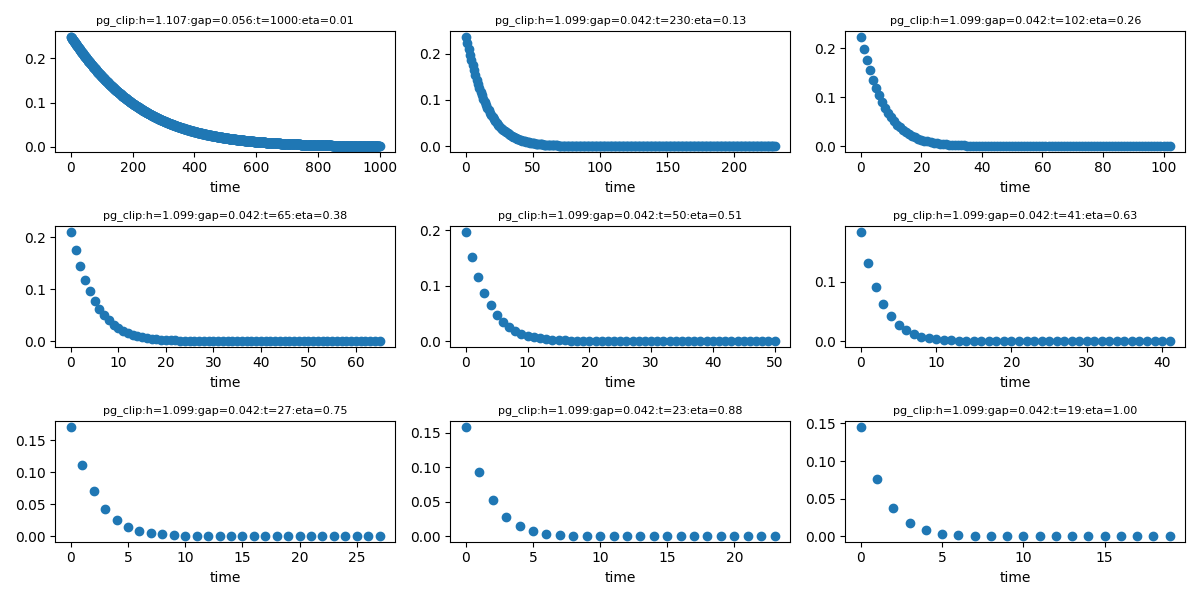 pg_clip:h=1.107:gap=0.056:t=1000:eta=0.01
0.2
0.1
0.0
0 200 400 600 800 1000
time
pg_clip:h=1.099:gap=0.042:t=230:eta=0.13
0.2
0.1
0.0
0 50 100 150 200
time
pg_clip:h=1.099:gap=0.042:t=102:eta=0.26
0.2
0.1
0.0
0 20 40 60 80 100
time
pg_clip:h=1.099:gap=0.042:t=65:eta=0.38
0.2
0.1
0.0
0 10 20 30 40 50 60
time
pg_clip:h=1.099:gap=0.042:t=50:eta=0.51
0.2
0.1
0.0
0 10 20 30 40 50
time
pg_clip:h=1.099:gap=0.042:t=41:eta=0.63
0.1
0.0
0 10 20 30 40
time
pg_clip:h=1.099:gap=0.042:t=27:eta=0.75
0.15
0.10
0.05
0.00
0 5 10 15 20 25
time
pg_clip:h=1.099:gap=0.042:t=23:eta=0.88
0.15
0.10
0.05
0.00
0 5 10 15 20
time
pg_clip:h=1.099:gap=0.042:t=19:eta=1.00
0.15
0.10
0.05
0.00
0 5 10 15
time